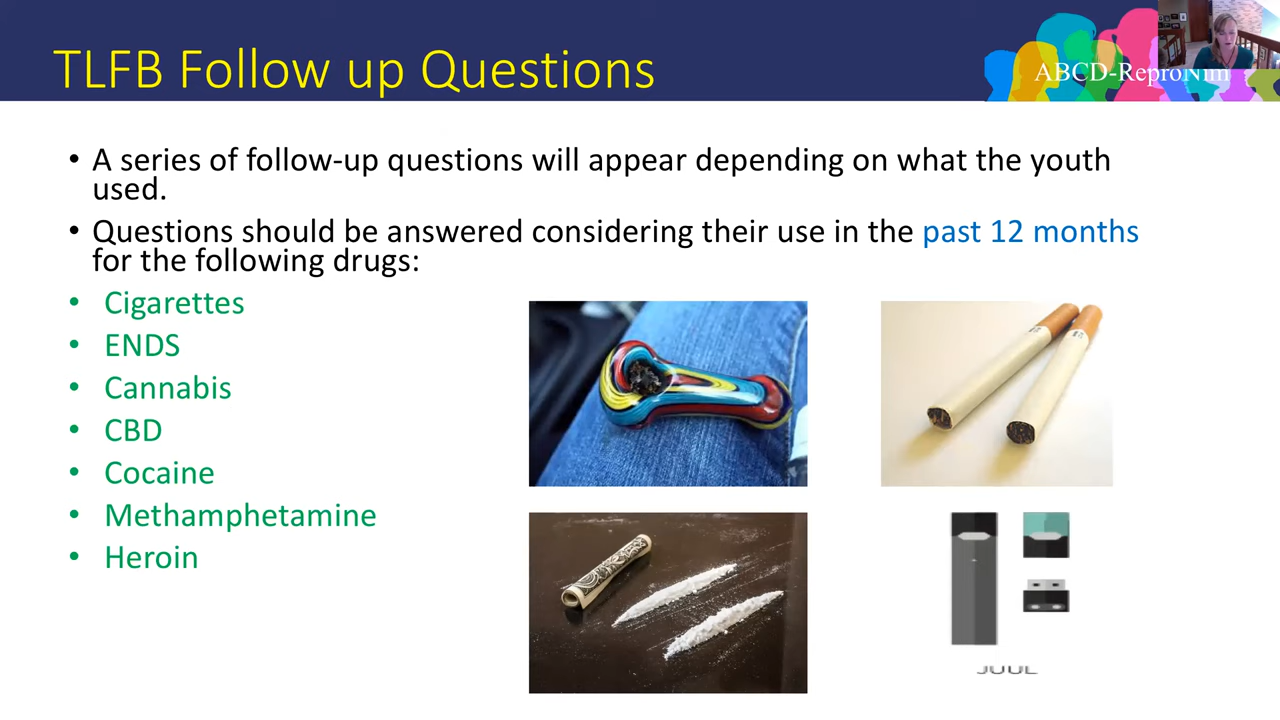 TLFB Follow up Questions
ABCD-ReproNim
• A series of follow-up questions will appear depending on what the youth
used.
• Questions should be answered considering their use in the past 12 months
for the following drugs:
• Cigarettes
• ENDS
• Cannabis
• CBD
• Cocaine
• Methamphetamine
• Heroin
JUUL